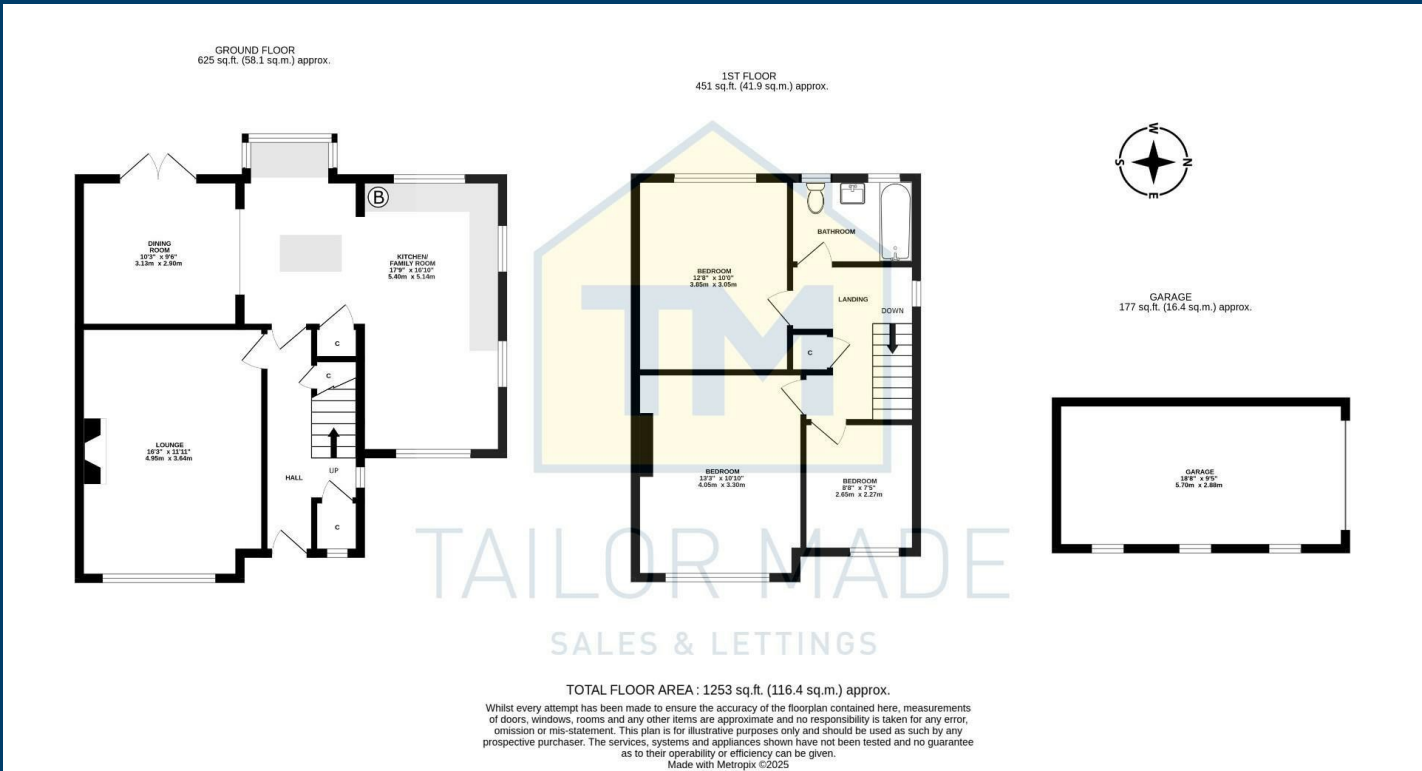 GROUND FLOOR
625 sq.ft. (58.1 sq.m.) approx.
DINING
ROOM
10'3" x 9'6"
3.13m x 2.90m
B
KITCHEN/
FAMILY ROOM
17'9" x 16'10"
5.40m x 5.14m
C
C
LOUNGE
16'3" x 11'11"
4.95m x 3.64m
HALL
UP
C
1ST FLOOR
451 sq.ft. (41.9 sq.m.) approx.
BATHROOM
BEDROOM
12'8" x 10'0"
3.85m x 3.05m
LANDING
DOWN
C
BEDROOM
13'3" x 10'10"
4.05m x 3.30m
BEDROOM
8'8" x 7'5"
2.65m x 2.27m
W
N
E
S
GARAGE
177 sq.ft. (16.4 sq.m.) approx.
GARAGE
18'8" x 9'5"
5.70m x 2.88m
TM
TAILOR MADE
SALES & LETTINGS
TOTAL FLOOR AREA : 1253 sq.ft. (116.4 sq.m.) approx.
Whilst every attempt has been made to ensure the accuracy of the floorplan contained here, measurements
of doors, windows, rooms and any other items are approximate and no responsibility is taken for any error,
omission or mis-statement. This plan is for illustrative purposes only and should be used as such by any
prospective purchaser. The services, systems and appliances shown have not been tested and no guarantee
as to their operability or efficiency can be given.
Made with Metropix ©2025